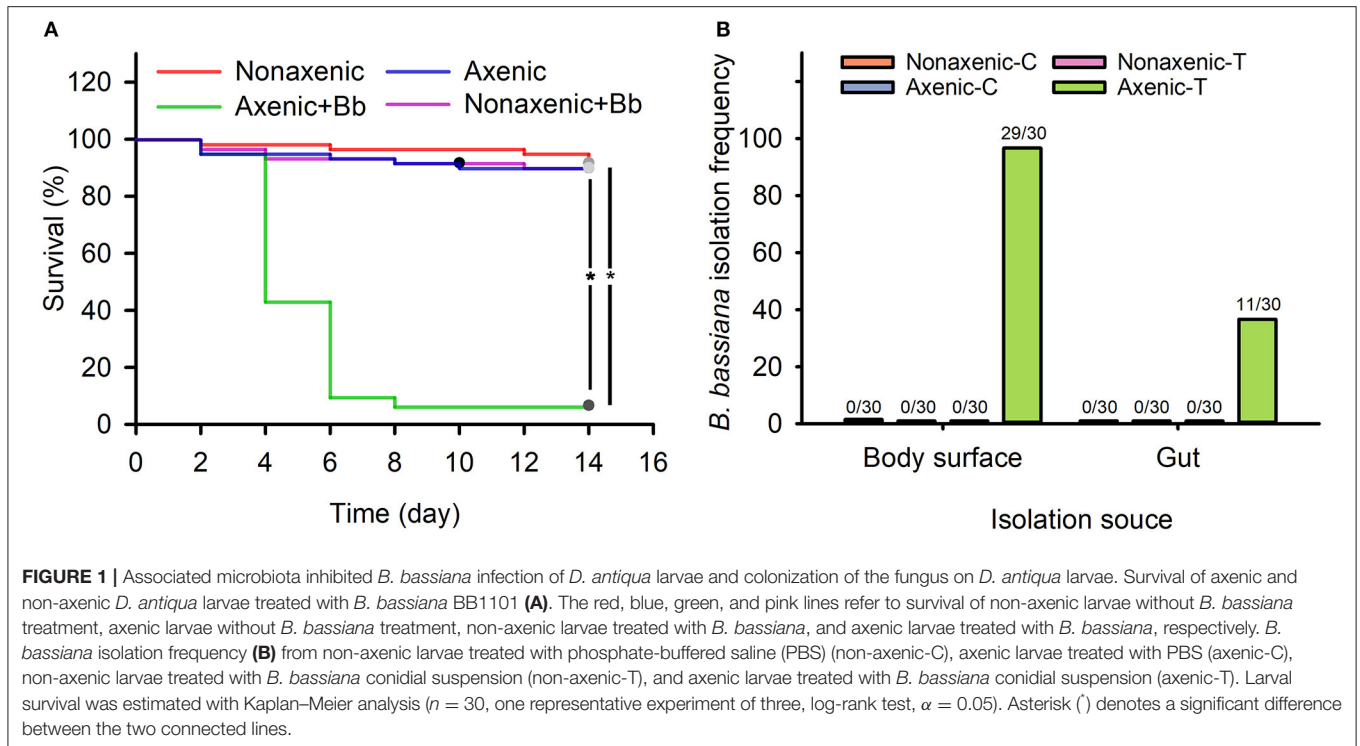 A
Nonaxenic Axenic
Axenic+Bb Nonaxenic+Bb
120
100
80
60
40
20
0
Survival (%)
* *
0 2 4 6 8 10 12 14 16
Time (day)
B
Nonaxenic-C Nonaxenic-T
Axenic-C Axenic-T
100
80
60
40
20
0
B. bassiana isolation frequency
29/30
11/30
0/30 0/30 0/30 0/30 0/30 0/30
Body surface Gut
Isolation souce
FIGURE 1 | Associated microbiota inhibited B. bassiana infection of D. antiqua larvae and colonization of the fungus on D. antiqua larvae. Survival of axenic and
non-axenic D. antiqua larvae treated with B. bassiana BB1101 (A). The red, blue, green, and pink lines refer to survival of non-axenic larvae without B. bassiana
treatment, axenic larvae without B. bassiana treatment, non-axenic larvae treated with B. bassiana, and axenic larvae treated with B. bassiana, respectively. B.
bassiana isolation frequency (B) from non-axenic larvae treated with phosphate-buffered saline (PBS) (non-axenic-C), axenic larvae treated with PBS (axenic-C),
non-axenic larvae treated with B. bassiana conidial suspension (non-axenic-T), and axenic larvae treated with B. bassiana conidial suspension (axenic-T). Larval
survival was estimated with Kaplan–Meier analysis (n = 30, one representative experiment of three, log-rank test, α = 0.05). Asterisk (*) denotes a significant difference
between the two connected lines.